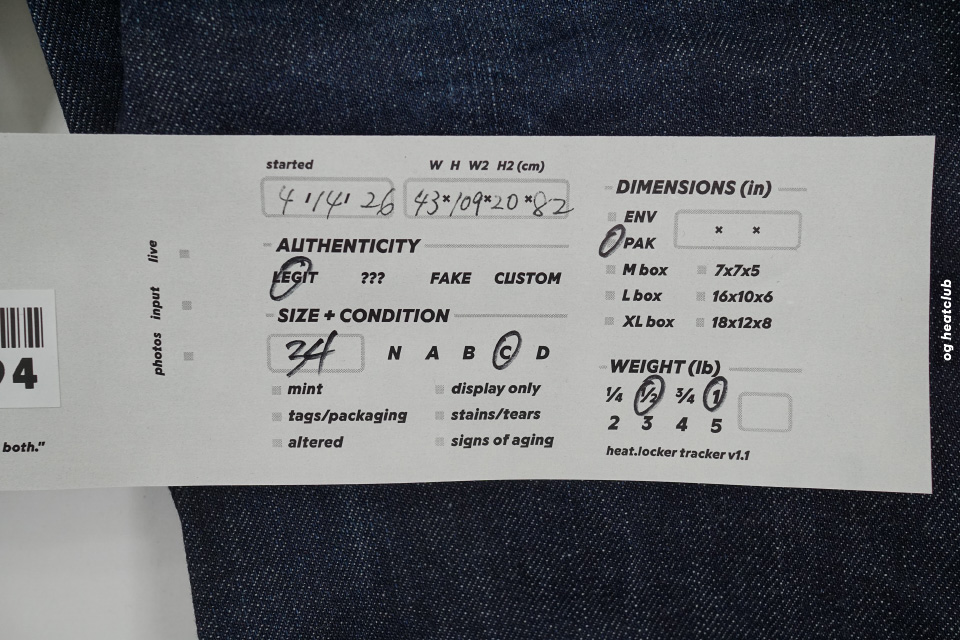 started
4/14/26
W H W2 H2 (cm)
43×109×20×82
AUTHENTICITY
LEGIT ??? FAKE CUSTOM
SIZE + CONDITION
34 N A B C D
mint
tags/packaging
altered
display only
stains/tears
signs of aging
DIMENSIONS (in)
ENV × ×
PAK
M box 7x7x5
L box 16x10x6
XL box 18x12x8
WEIGHT (lb)
¼ ½ ¾ 1
2 3 4 5
heat.locker tracker v1.1
live
input
photos
94
both."
og heatclub